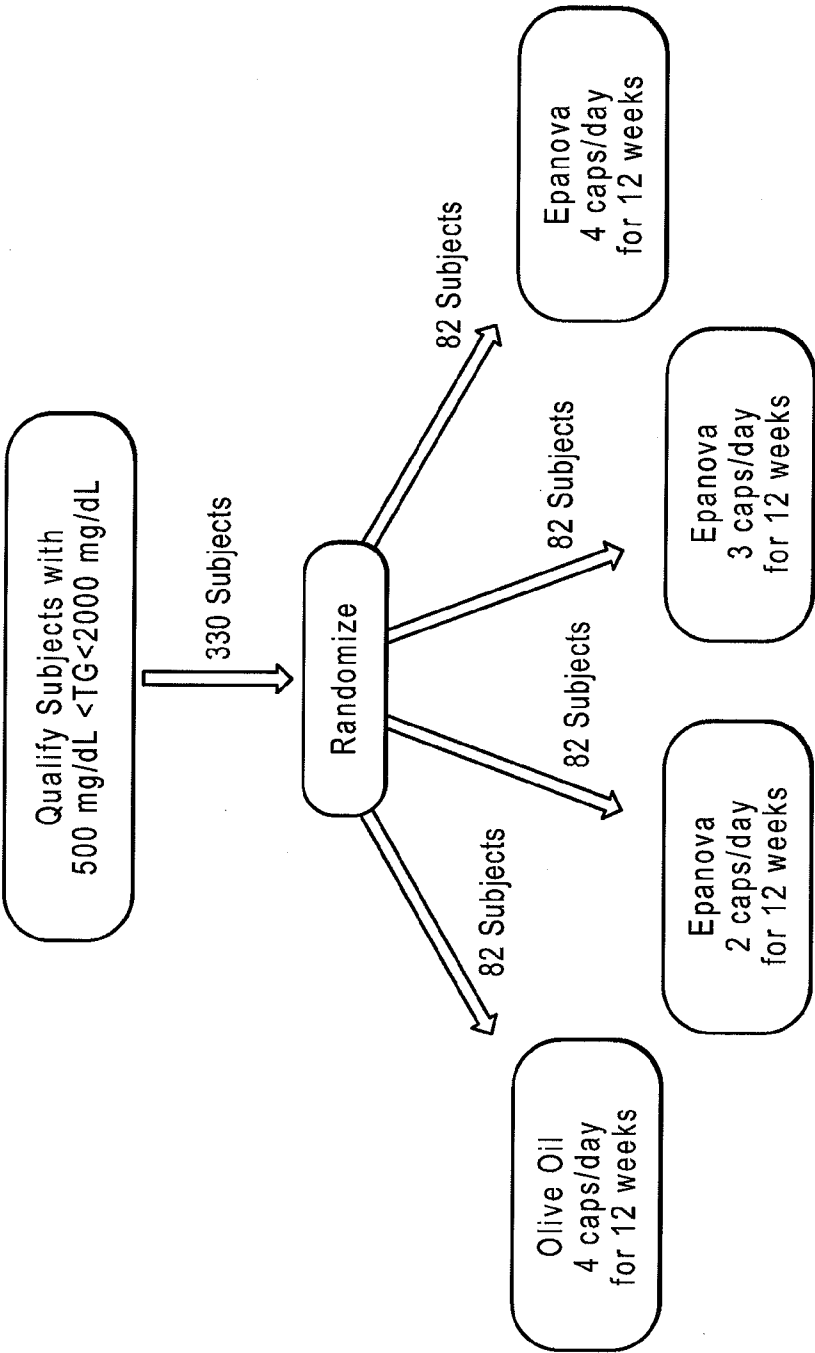 Qualify Subjects with
500 mg/dL <TG<2000 mg/dL
330 Subjects
Randomize
82 Subjects
82 Subjects
82 Subjects
82 Subjects
Olive Oil
4 caps/day
for 12 weeks
Epanova
2 caps/day
for 12 weeks
Epanova
3 caps/day
for 12 weeks
Epanova
4 caps/day
for 12 weeks